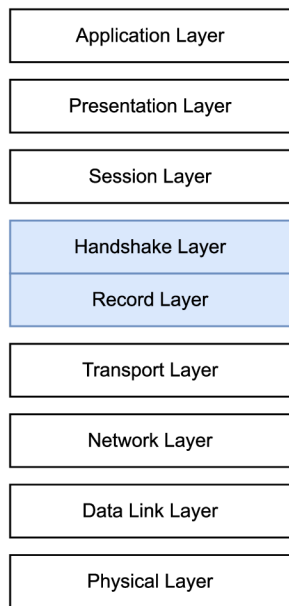 Application Layer
Presentation Layer
Session Layer
Handshake Layer
Record Layer
Transport Layer
Network Layer
Data Link Layer
Physical Layer